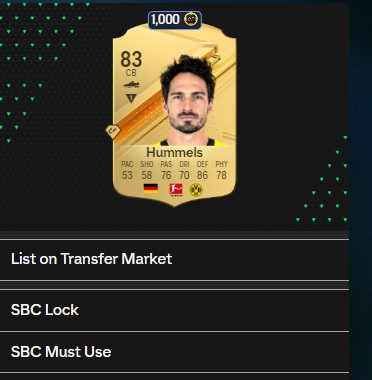 1,000
83
CB
Hummels
PAC SHO PAS DRI DEF PHY
53 58 76 70 86 78
List on Transfer Market
SBC Lock
SBC Must Use